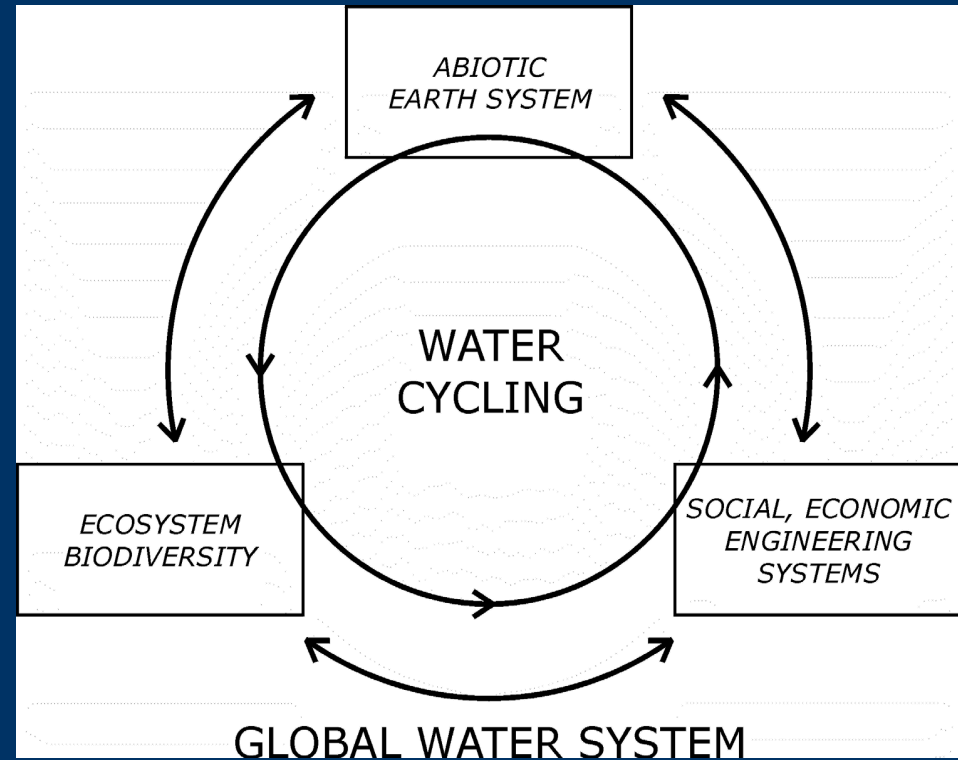 ABIOTIC
EARTH SYSTEM
WATER
CYCLING
ECOSYSTEM
BIODIVERSITY
SOCIAL, ECONOMIC
ENGINEERING
SYSTEMS
GLOBAL WATER SYSTEM